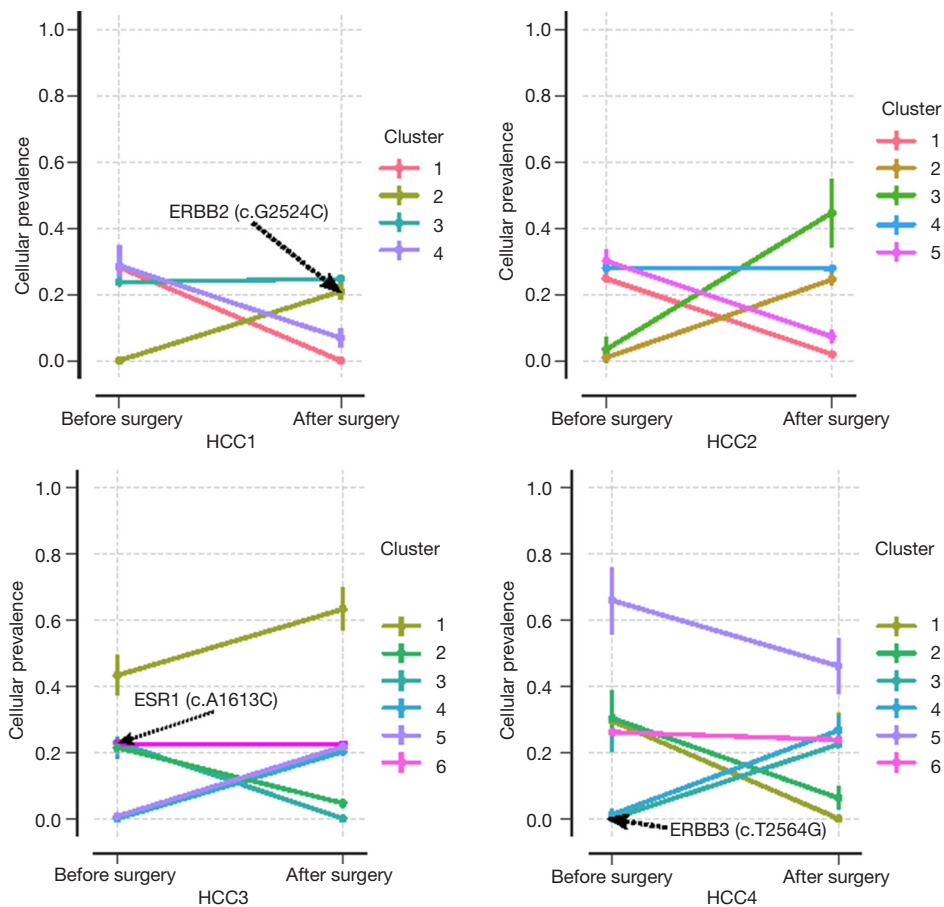 1.0
0.8
0.6
0.4
0.2
0.0
Cellular prevalence
ERBB2 (c.G2524C)
Cluster
1
2
3
4
Before surgery
After surgery
HCC1
1.0
0.8
0.6
0.4
0.2
0.0
Cellular prevalence
Cluster
1
2
3
4
5
Before surgery
After surgery
HCC2
1.0
0.8
0.6
0.4
0.2
0.0
Cellular prevalence
ESR1 (c.A1613C)
Cluster
1
2
3
4
5
6
Before surgery
After surgery
HCC3
1.0
0.8
0.6
0.4
0.2
0.0
Cellular prevalence
ERBB3 (c.T2564G)
Cluster
1
2
3
4
5
6
Before surgery
After surgery
HCC4